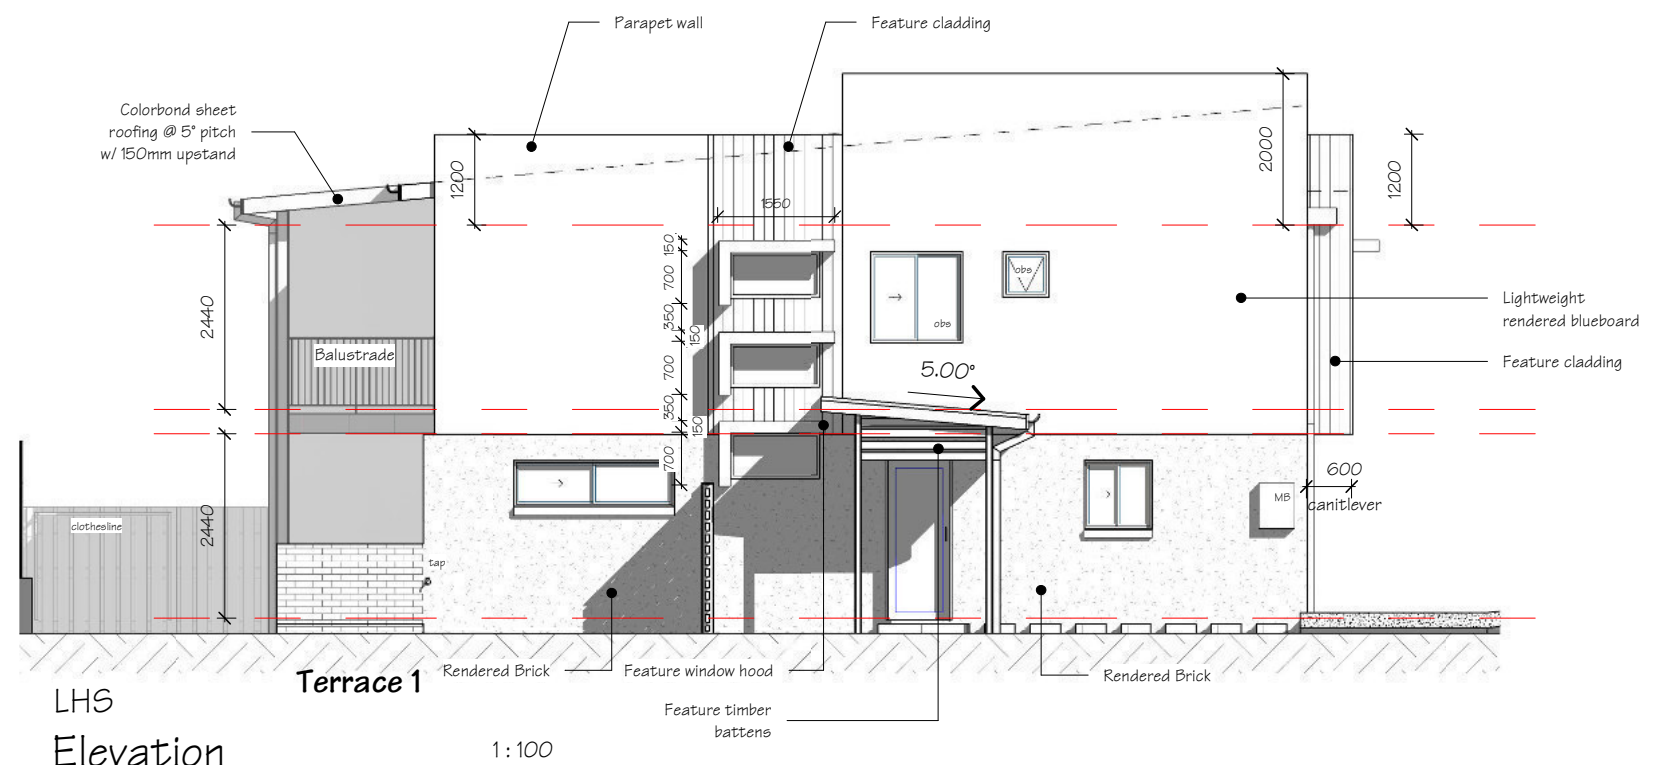 Parapet wall
Feature cladding
Colorbond sheet
roofing @ 5° pitch
w/ 150mm upstand
1200
2000
1200
1550
150
700
350
150
700
350
150
700
2440
2440
obs
obs
Balustrade
5.00°
Lightweight
rendered blueboard
Feature cladding
600
canitlever
MB
clothesline
tap
Rendered Brick
Feature window hood
Rendered Brick
Feature timber
battens
Terrace 1
LHS
Elevation
1 : 100